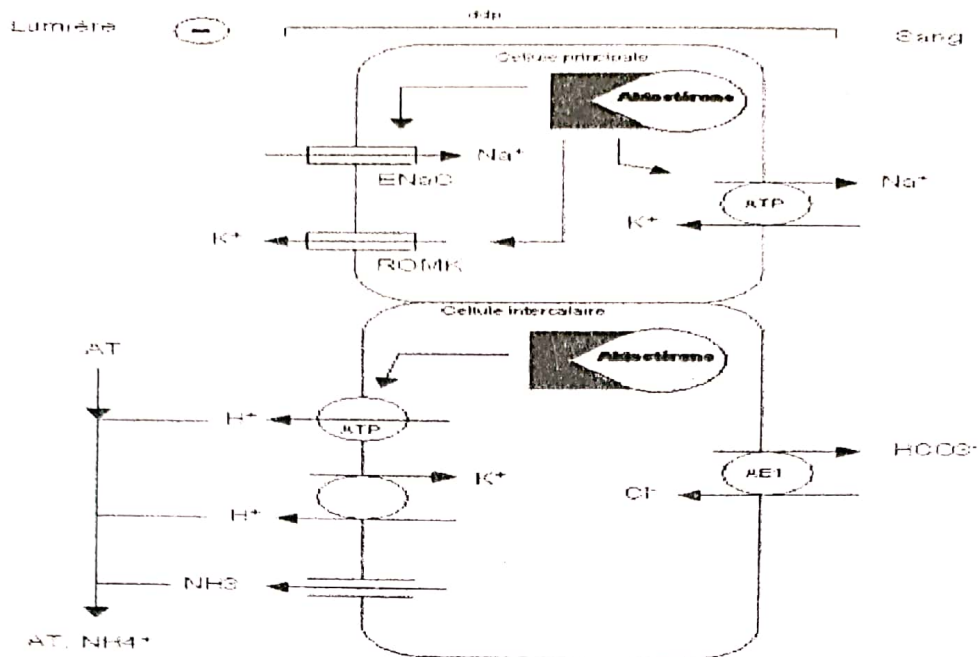 ddp
Lumière
Sang
Cellule principale
Aldostérone
Na⁺
ENaC
Na⁺
ATP
K⁺
K⁺
ROMK
Cellule intercalaire
Aldostérone
AT
H⁺
ATP
HCO3⁻
K⁺
AE1
Cl⁻
H⁺
NH3
AT, NH4⁺